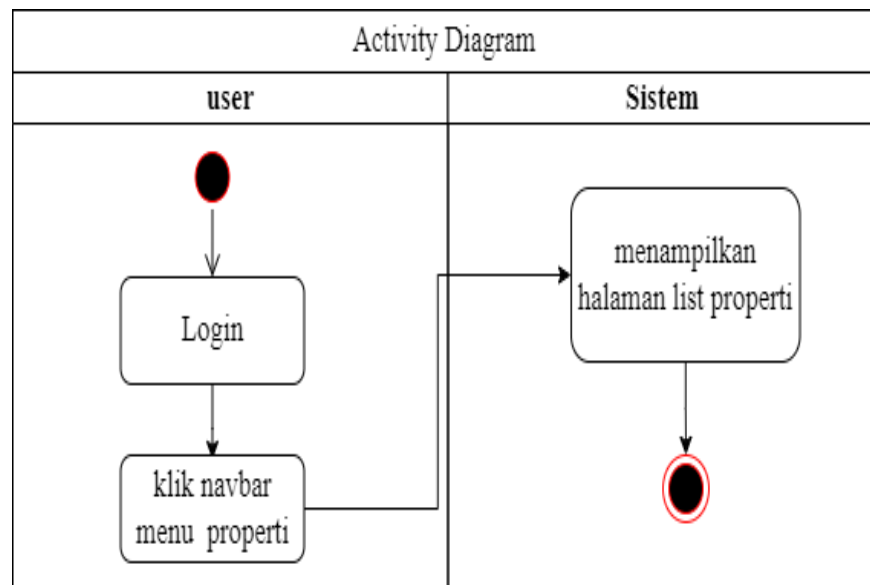 Activity Diagram
user
Sistem
Login
klik navbar
menu properti
menampilkan
halaman list properti